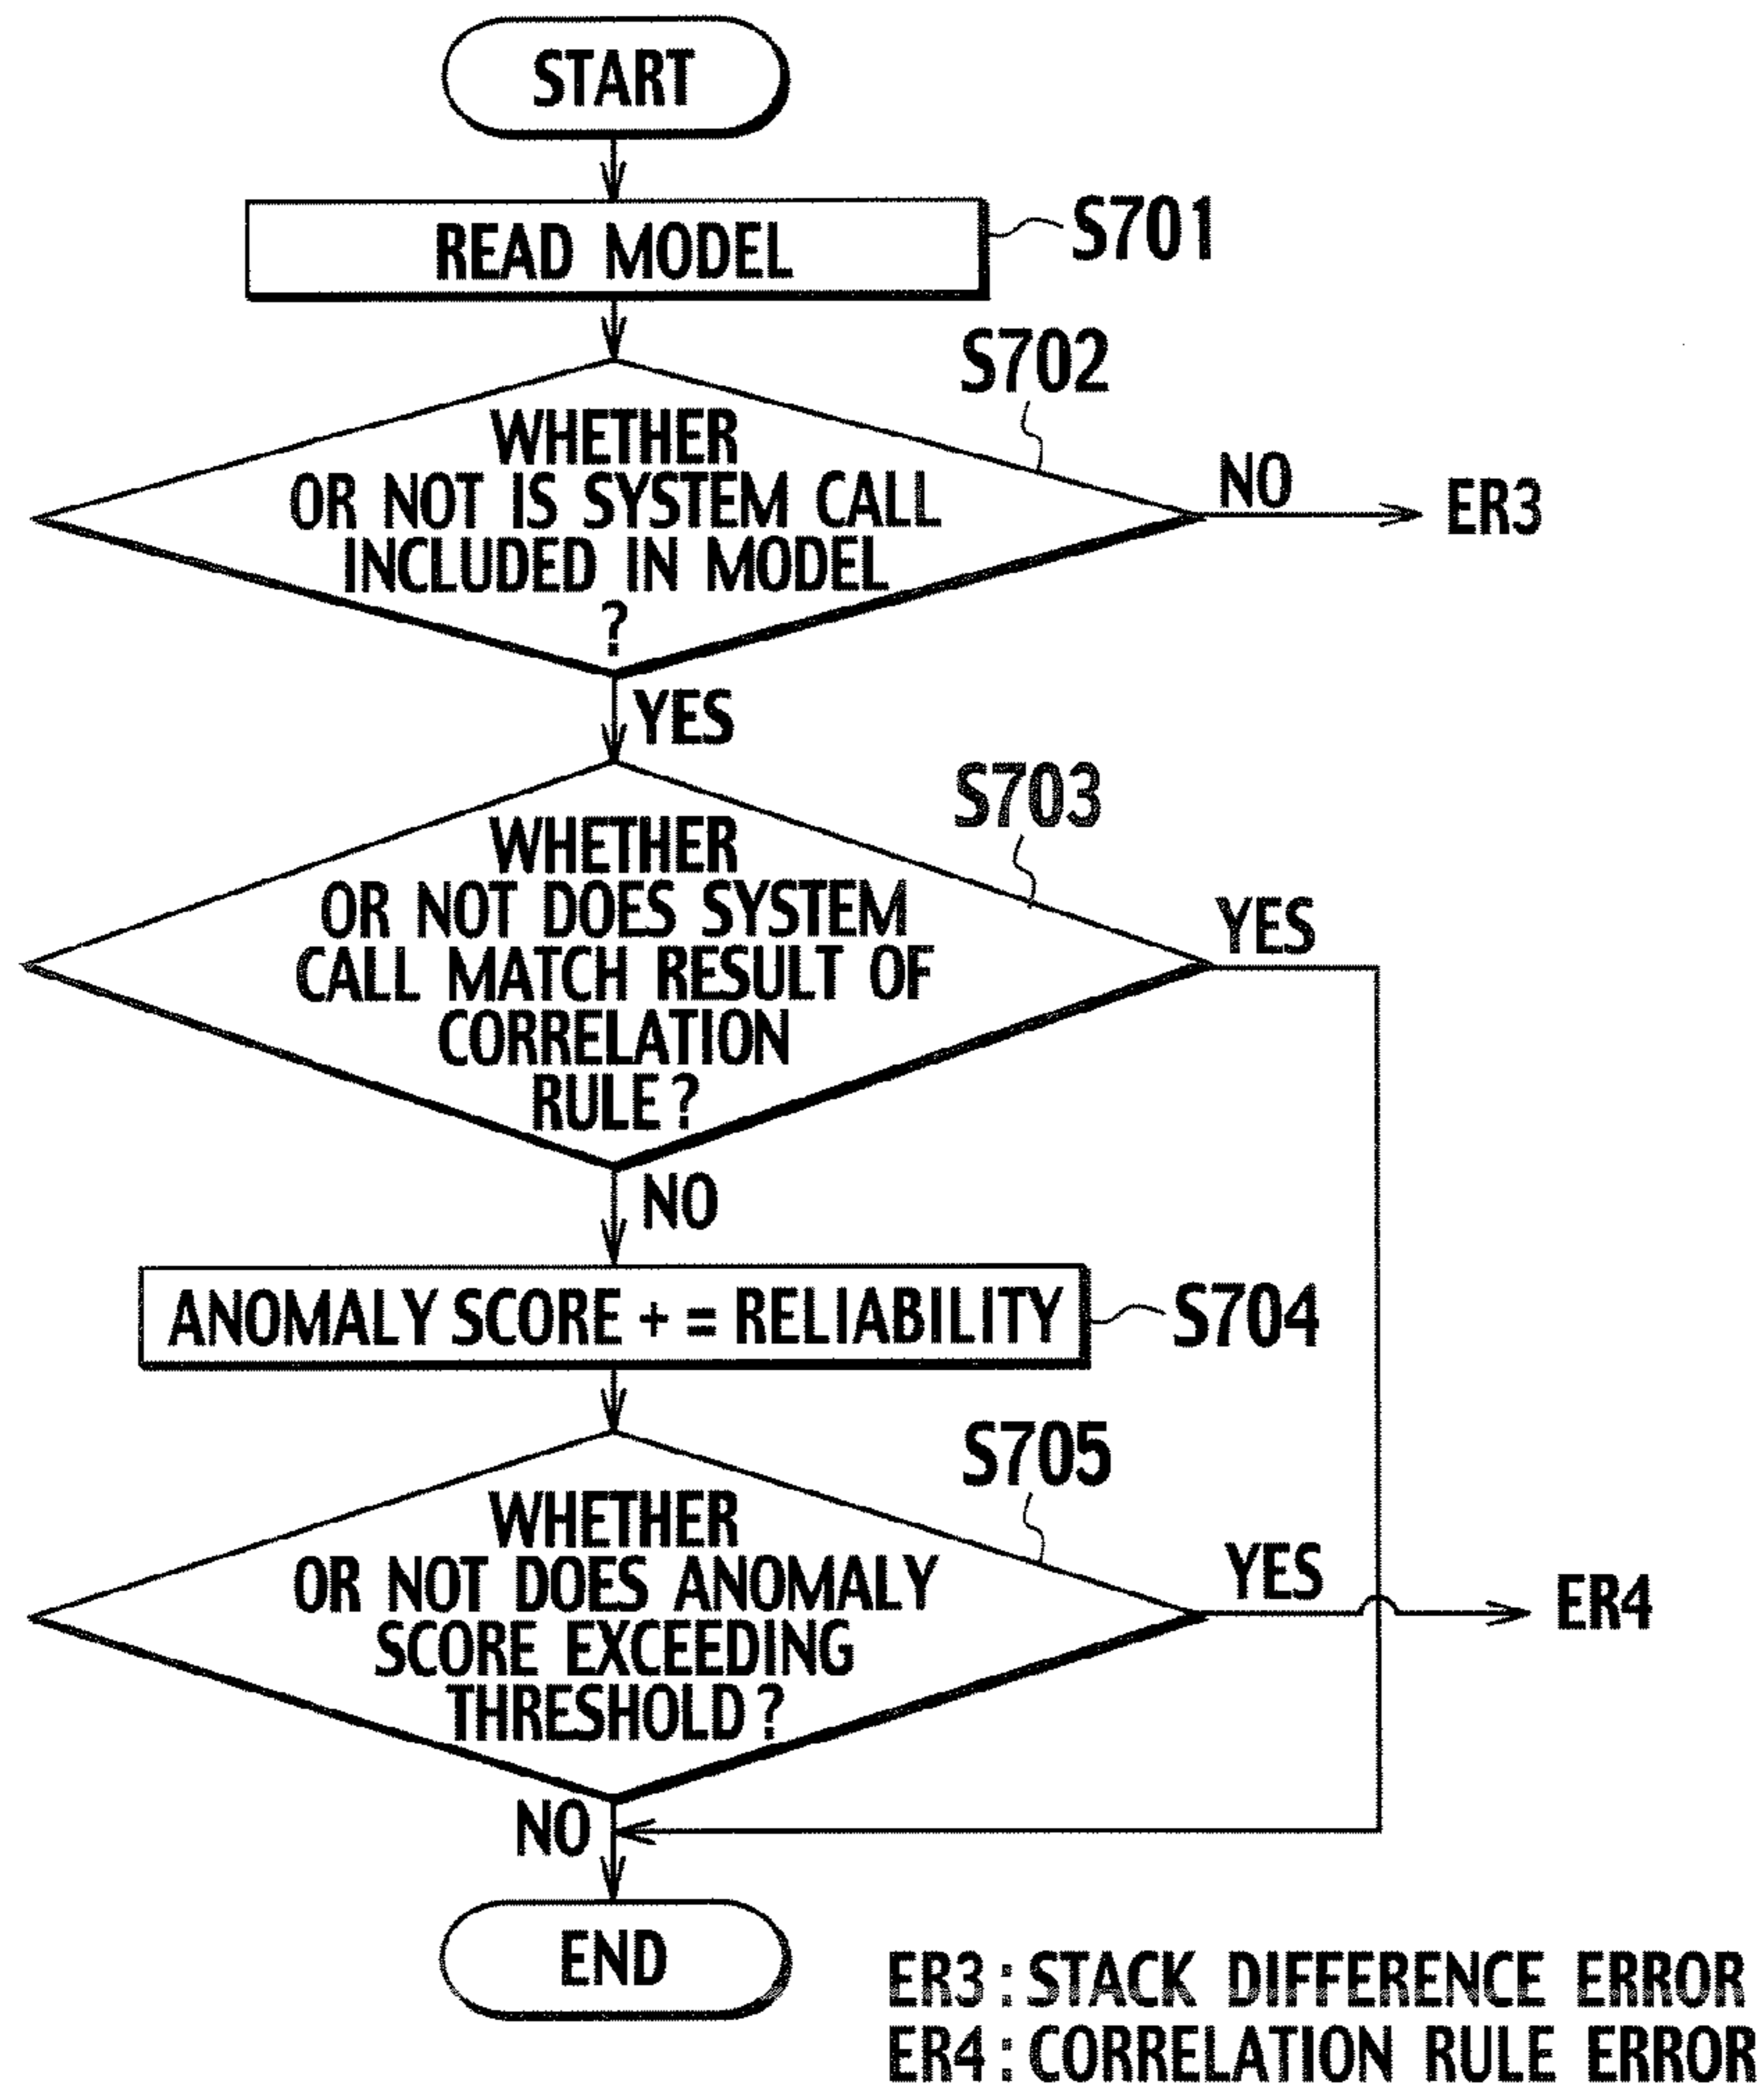 START
READ MODEL
S701
S702
WHETHER
OR NOT IS SYSTEM CALL
INCLUDED IN MODEL
?
NO
ER3
YES
S703
WHETHER
OR NOT DOES SYSTEM
CALL MATCH RESULT OF
CORRELATION
RULE?
YES
NO
ANOMALY SCORE + = RELIABILITY
S704
S705
WHETHER
OR NOT DOES ANOMALY
SCORE EXCEEDING
THRESHOLD?
YES
ER4
NO
END
ER3 : STACK DIFFERENCE ERROR
ER4 : CORRELATION RULE ERROR